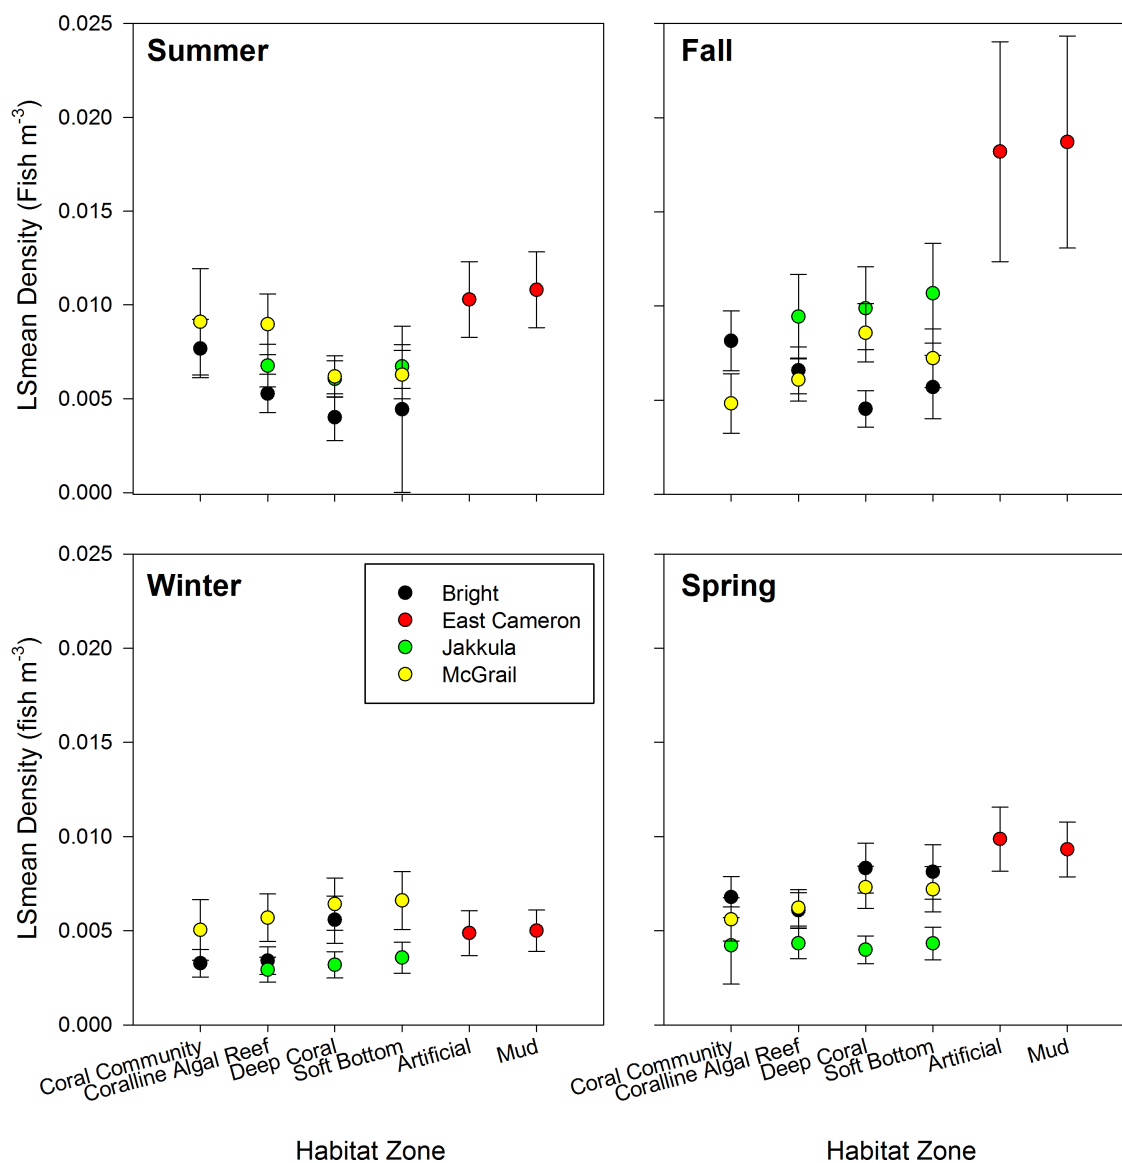 Summer
Fall
LSmean Density (Fish m-3)
0.025
0.020
0.015
0.010
0.005
0.000
Winter
Spring
LSmean Density (fish m-3)
0.025
0.020
0.015
0.010
0.005
0.000
Bright
East Cameron
Jakkula
McGrail
Coral Community
Coralline Algal Reef
Deep Coral
Soft Bottom
Artificial
Mud
Coral Community
Coralline Algal Reef
Deep Coral
Soft Bottom
Artificial
Mud
Habitat Zone
Habitat Zone